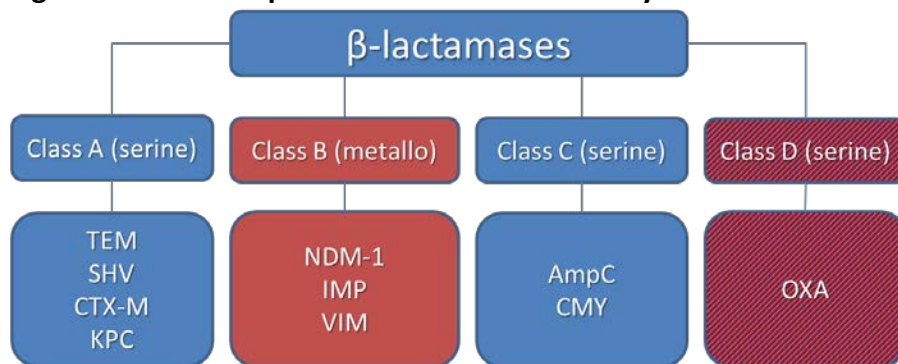 β-lactamases
Class A (serine)
Class B (metallo)
Class C (serine)
Class D (serine)
TEM
SHV
CTX-M
KPC
NDM-1
IMP
VIM
AmpC
CMY
OXA